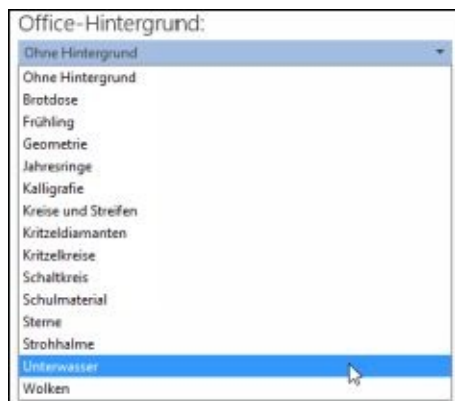 Office-Hintergrund:
Ohne Hintergrund
Ohne Hintergrund
Brotdose
Frühling
Geometrie
Jahresringe
Kalligrafie
Kreise und Streifen
Kritzeldiamanten
Kritzelkreise
Schaltkreis
Schulmaterial
Sterne
Strohhalme
Unterwasser
Wolken